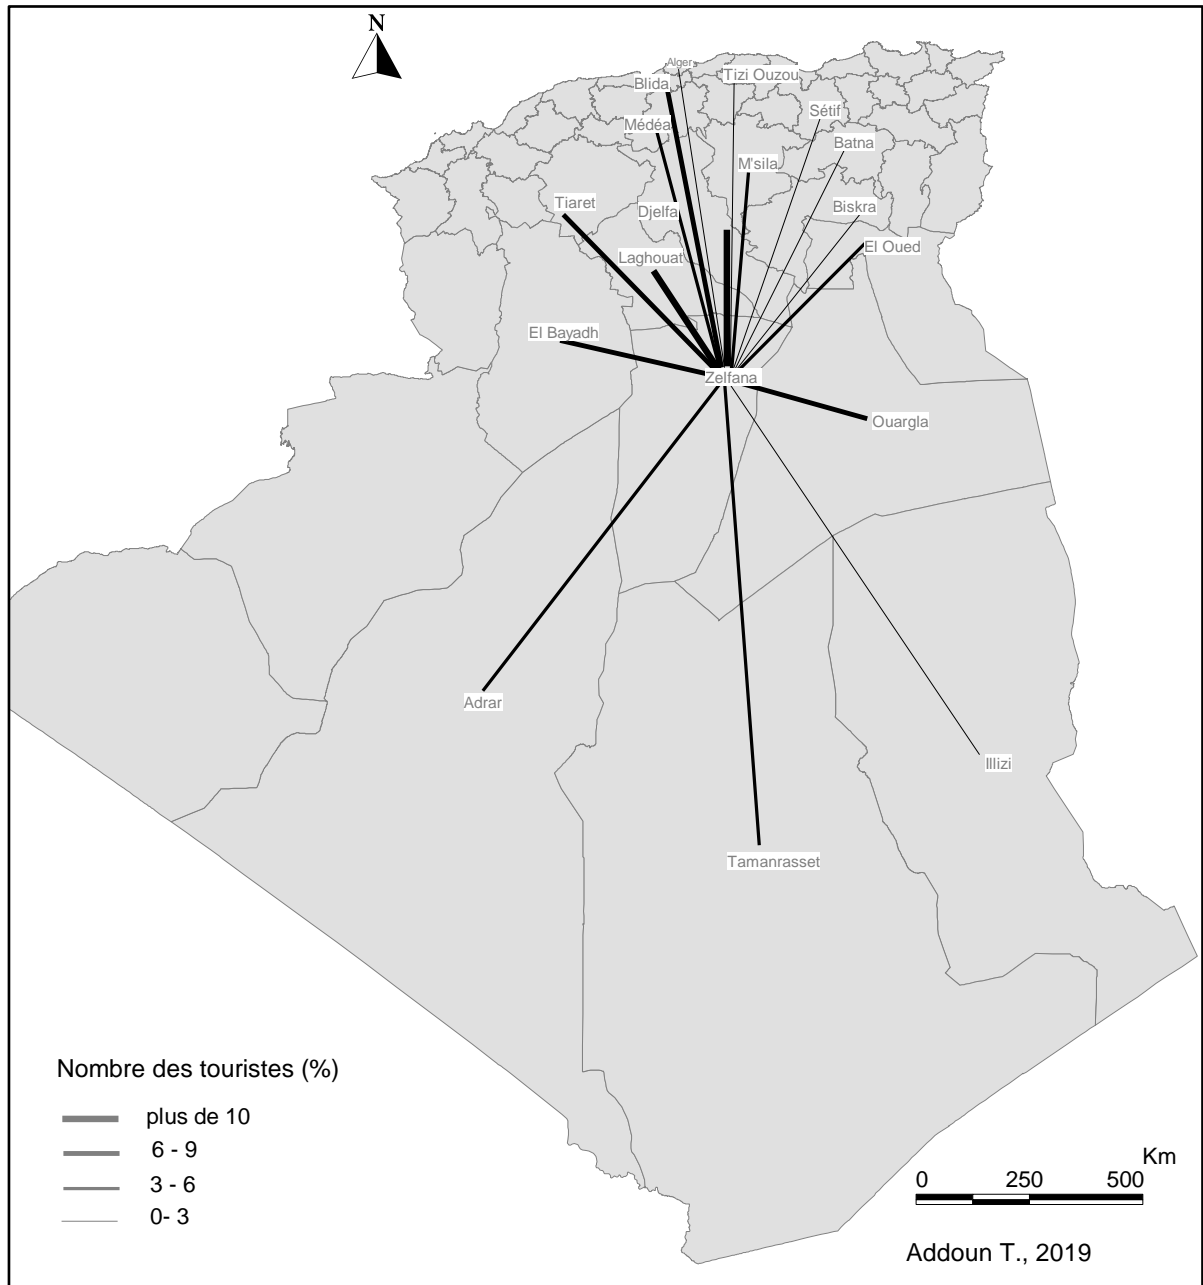 N
Alger
Blida
Tizi Ouzou
Médéa
Sétif
Batna
M'sila
Tiaret
Djelfa
Biskra
El Oued
Laghouat
El Bayadh
Zelfana
Ouargla
Adrar
Illizi
Tamanrasset
Nombre des touristes (%)
plus de 10
6 - 9
3 - 6
0- 3
Km
0 250 500
Addoun T., 2019